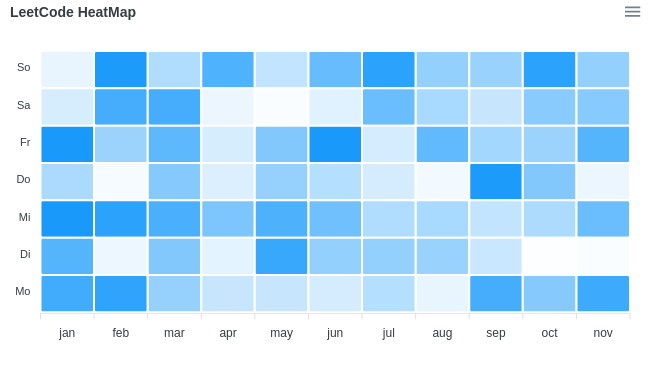 LeetCode HeatMap
So
Sa
Fr
Do
Mi
Di
Mo
jan feb mar apr may jun jul aug sep oct nov